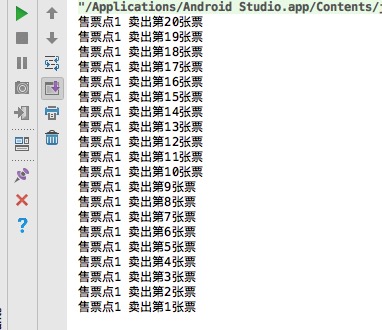 "/Applications/Android Studio.app/Contents/
售票点1 卖出第20张票
售票点1 卖出第19张票
售票点1 卖出第18张票
售票点1 卖出第17张票
售票点1 卖出第16张票
售票点1 卖出第15张票
售票点1 卖出第14张票
售票点1 卖出第13张票
售票点1 卖出第12张票
售票点1 卖出第11张票
售票点1 卖出第10张票
售票点1 卖出第9张票
售票点1 卖出第8张票
售票点1 卖出第7张票
售票点1 卖出第6张票
售票点1 卖出第5张票
售票点1 卖出第4张票
售票点1 卖出第3张票
售票点1 卖出第2张票
售票点1 卖出第1张票